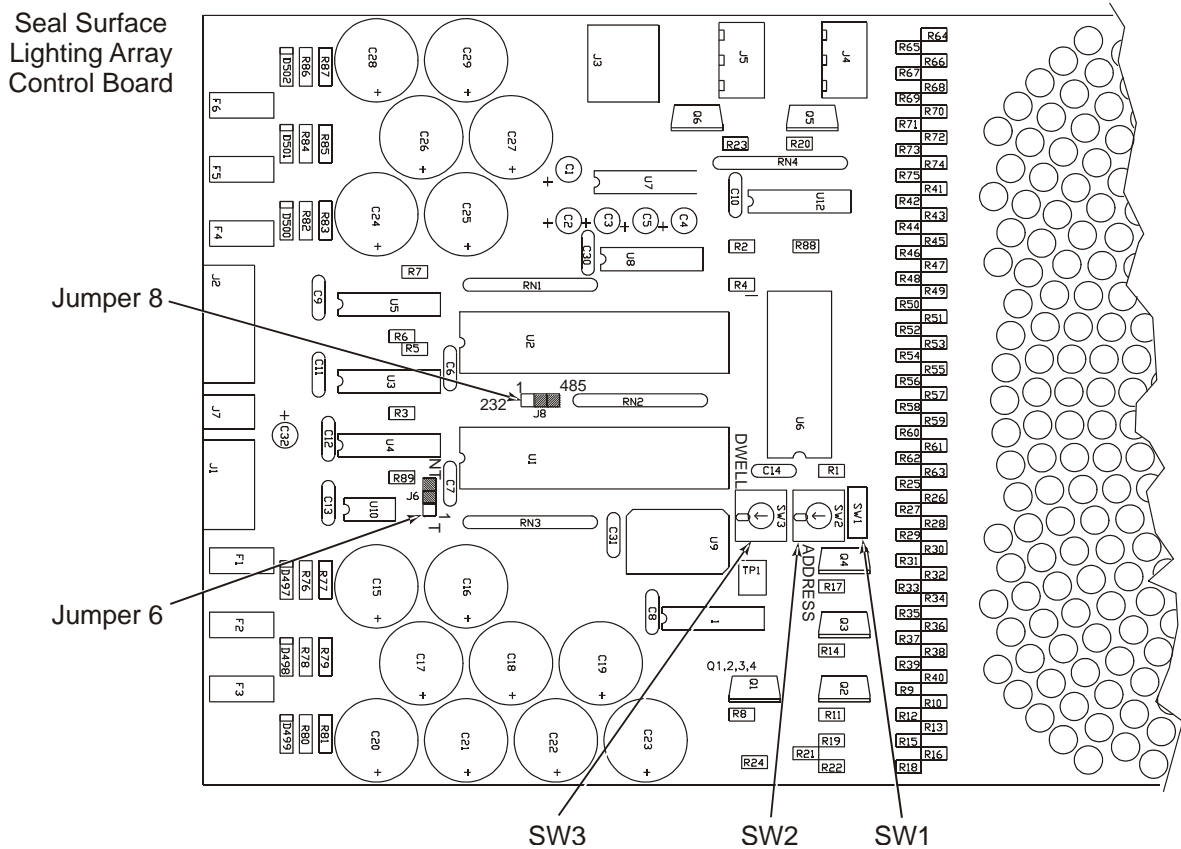 Seal Surface
Lighting Array
Control Board
Jumper 8
Jumper 6
SW3
SW2
SW1
F6
F5
F4
J2
J7
J1
F1
F2
F3
D502
R86
R87
D501
R84
R85
D500
R82
R83
C28
C29
C26
C27
C24
C25
J3
J5
J4
Q6
Q5
R23
R20
RN4
C1
U7
C10
U12
C2
C3
C5
C4
C30
U8
R2
R88
R4
R7
RN1
C9
U5
R6
R5
U2
C11
U3
C6
1
485
232
J8
RN2
R3
C32
C12
U4
U1
U6
DWELL
C14
R1
R89
NT
J6
C7
1
T
C13
U10
RN3
C31
U9
SW3
SW2
SW1
ADDRESS
TP1
Q4
R17
D497
R76
R77
C15
C16
C8
1
Q3
R14
D498
R78
R79
C17
C18
C19
Q1,2,3,4
Q1
Q2
R8
R11
D499
R80
R81
C20
C21
C22
C23
R24
R19
R21
R22
R64
R65
R66
R67
R68
R69
R70
R71
R72
R73
R74
R75
R41
R42
R43
R44
R45
R46
R47
R48
R49
R50
R51
R52
R53
R54
R55
R56
R57
R58
R59
R60
R61
R62
R63
R25
R26
R27
R28
R29
R30
R31
R32
R33
R34
R35
R36
R37
R38
R39
R40
R9
R10
R12
R13
R15
R16
R18